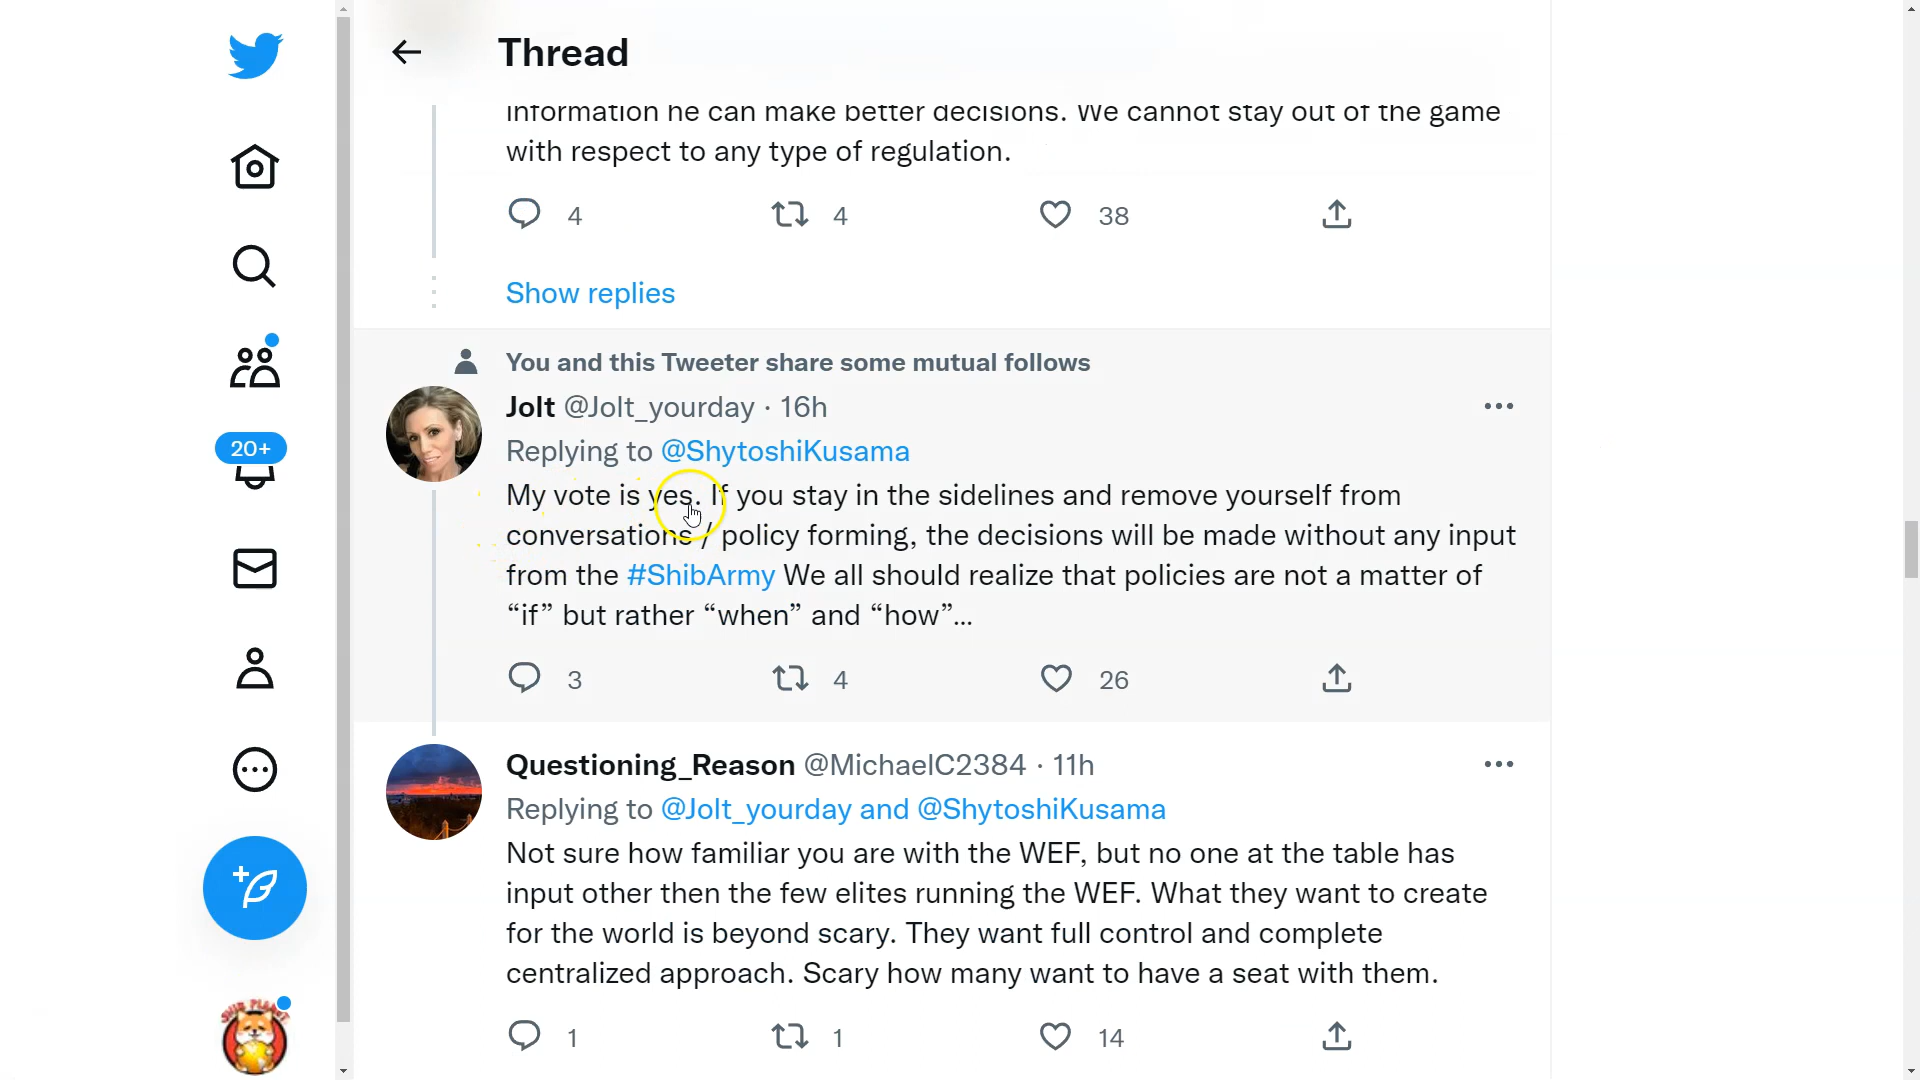 Thread
information he can make better decisions. We cannot stay out of the game
with respect to any type of regulation.
4 4 38
Show replies
You and this Tweeter share some mutual follows
Jolt @Jolt_yourday · 16h
Replying to @ShytoshiKusama
My vote is yes. If you stay in the sidelines and remove yourself from
conversations / policy forming, the decisions will be made without any input
from the #ShibArmy We all should realize that policies are not a matter of
“if” but rather “when” and “how”...
3 4 26
Questioning_Reason @MichaelC2384 · 11h
Replying to @Jolt_yourday and @ShytoshiKusama
Not sure how familiar you are with the WEF, but no one at the table has
input other then the few elites running the WEF. What they want to create
for the world is beyond scary. They want full control and complete
centralized approach. Scary how many want to have a seat with them.
1 1 14
20+
SHIB PLANET